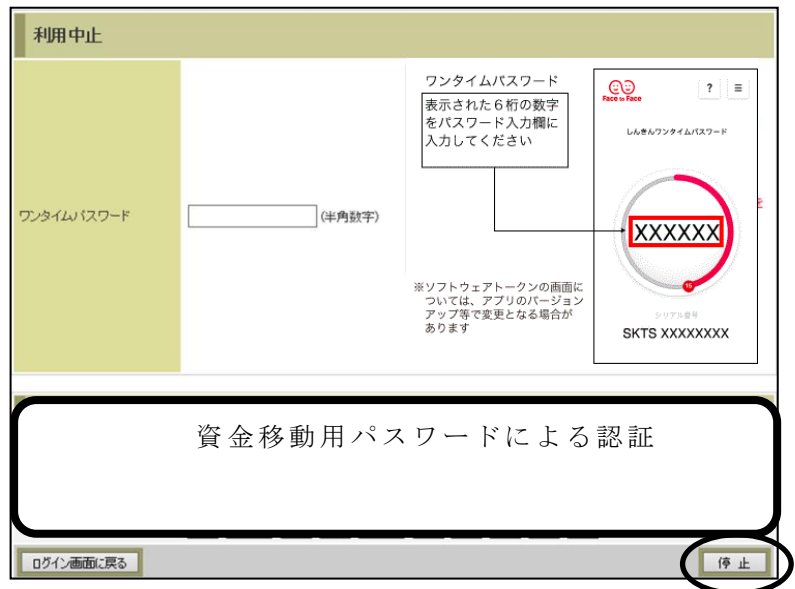 利用中止
ワンタイムパスワード
表示された6桁の数字
をパスワード入力欄に
入力してください
Face to Face
?
≡
しんきんワンタイムパスワード
ワンタイムパスワード
(半角数字)
XXXXXX
を
16
※ソフトウェアトークンの画面に
ついては、アプリのバージョン
アップ等で変更となる場合が
あります
シリアル番号
SKTS XXXXXXXX
資金移動用パスワードによる認証
ログイン画面に戻る
停止